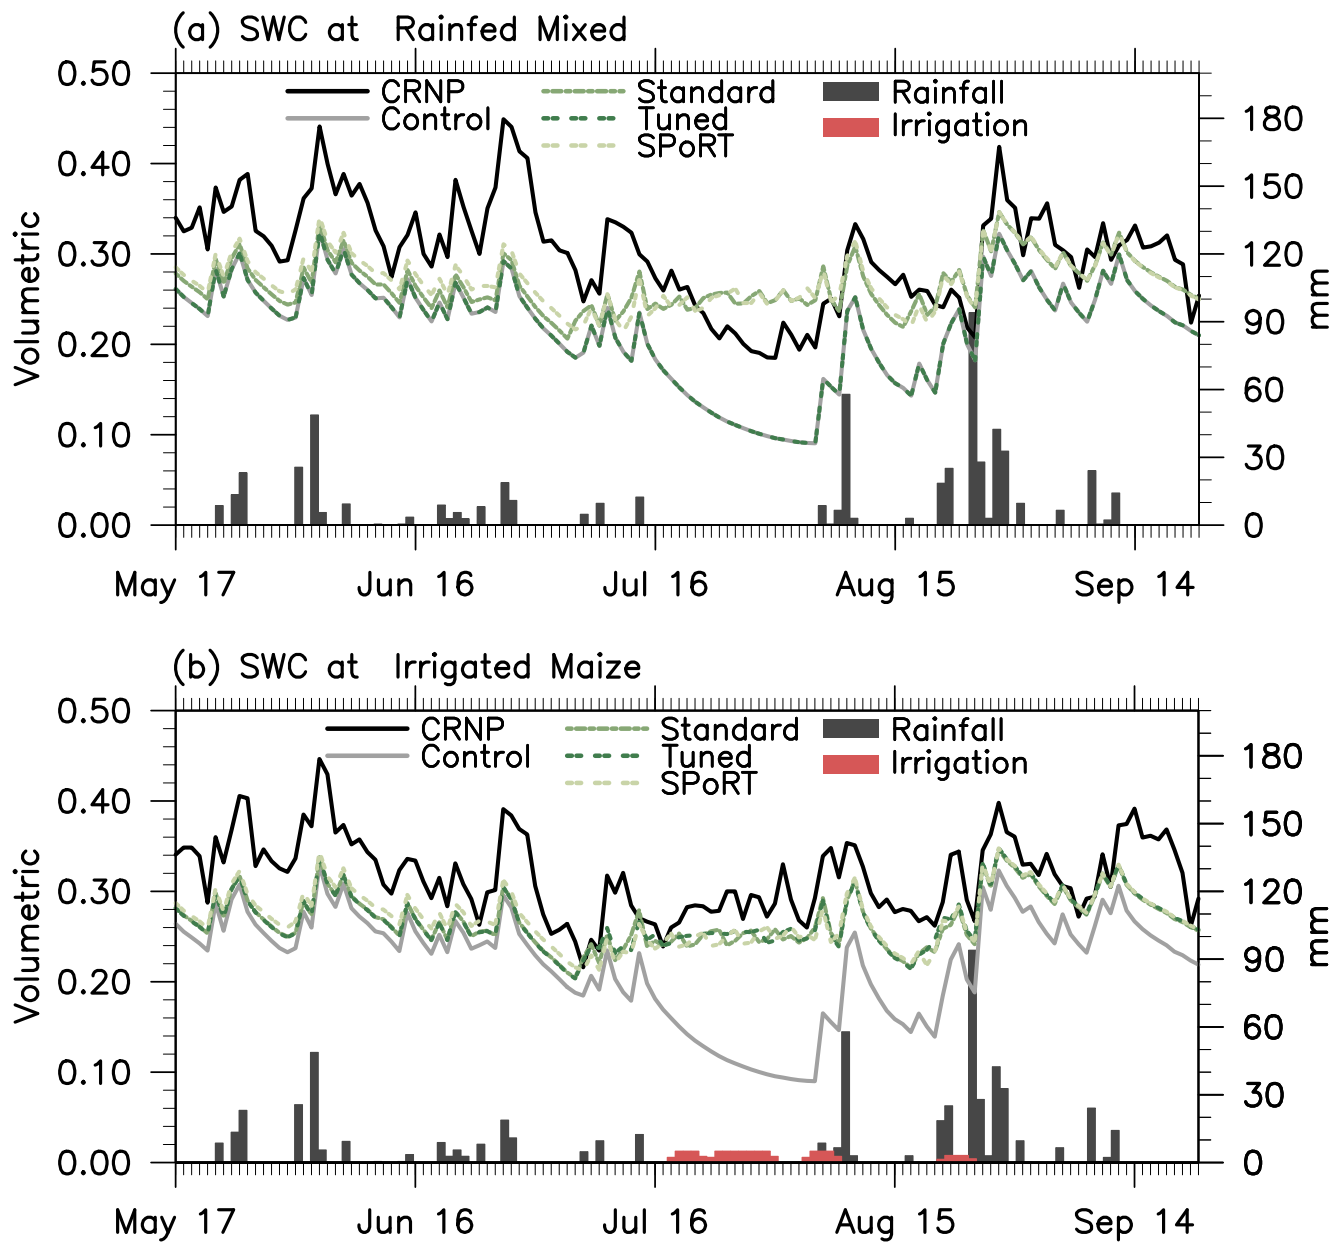 (a) SWC at Rainfed Mixed
0.50
0.40
0.30
0.20
0.10
0.00
Volumetric
CRNP
Control
Standard
Tuned
SPoRT
Rainfall
Irrigation
180
150
120
90
60
30
0
mm
May 17 Jun 16 Jul 16 Aug 15 Sep 14
(b) SWC at Irrigated Maize
0.50
0.40
0.30
0.20
0.10
0.00
Volumetric
CRNP
Control
Standard
Tuned
SPoRT
Rainfall
Irrigation
180
150
120
90
60
30
0
mm
May 17 Jun 16 Jul 16 Aug 15 Sep 14